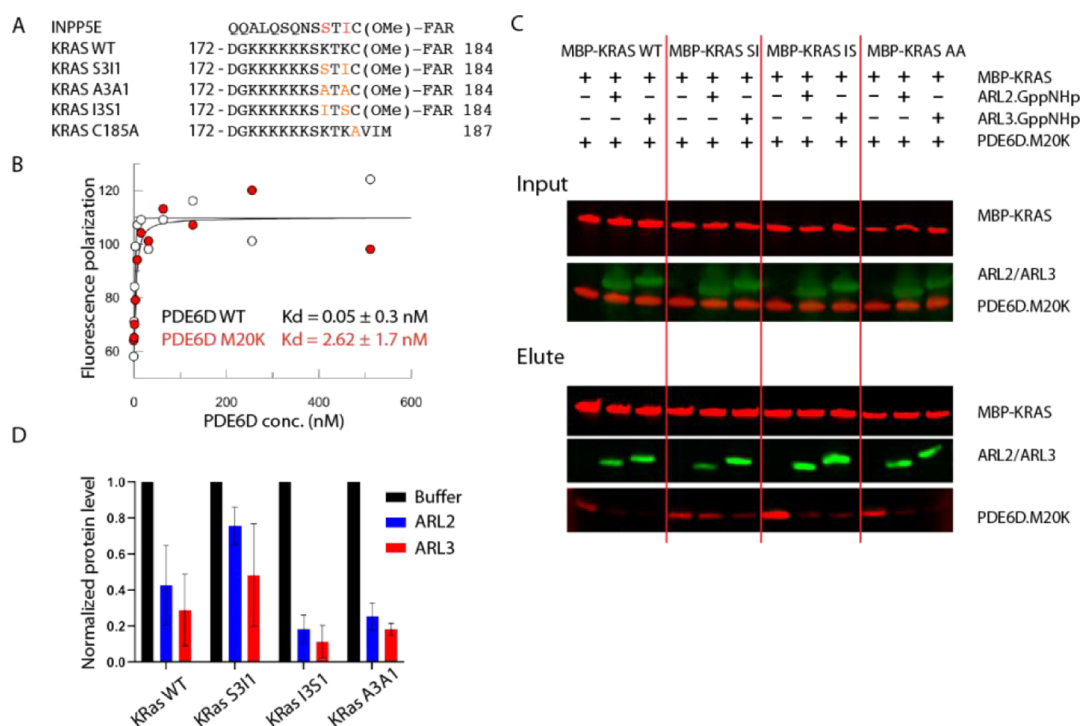 A
INPP5E QQALQSQNSSTIC(OMe)-FAR
KRAS WT 172-DGKKKKKKSKTKC(OMe)-FAR 184
KRAS S3I1 172-DGKKKKKKSSTIC(OMe)-FAR 184
KRAS A3A1 172-DGKKKKKKSATAC(OMe)-FAR 184
KRAS I3S1 172-DGKKKKKKSITSC(OMe)-FAR 184
KRAS C185A 172-DGKKKKKKSKTKAVIM 187
B
Fluorescence polarization
120
100
80
60
PDE6D WT Kd = 0.05 ± 0.3 nM
PDE6D M20K Kd = 2.62 ± 1.7 nM
0 200 400 600
PDE6D conc. (nM)
C
MBP-KRAS WT MBP-KRAS SI MBP-KRAS IS MBP-KRAS AA
+ + + + + + + + + + + + MBP-KRAS
− + − − + − − + − − + − ARL2.GppNHp
− − + − − + − − + − − + ARL3.GppNHp
+ + + + + + + + + + + + PDE6D.M20K
Input
MBP-KRAS
ARL2/ARL3
PDE6D.M20K
Elute
MBP-KRAS
ARL2/ARL3
PDE6D.M20K
D
Normalized protein level
1.0
0.8
0.6
0.4
0.2
0.0
Buffer
ARL2
ARL3
KRas WT KRas S3I1 KRas I3S1 KRas A3A1